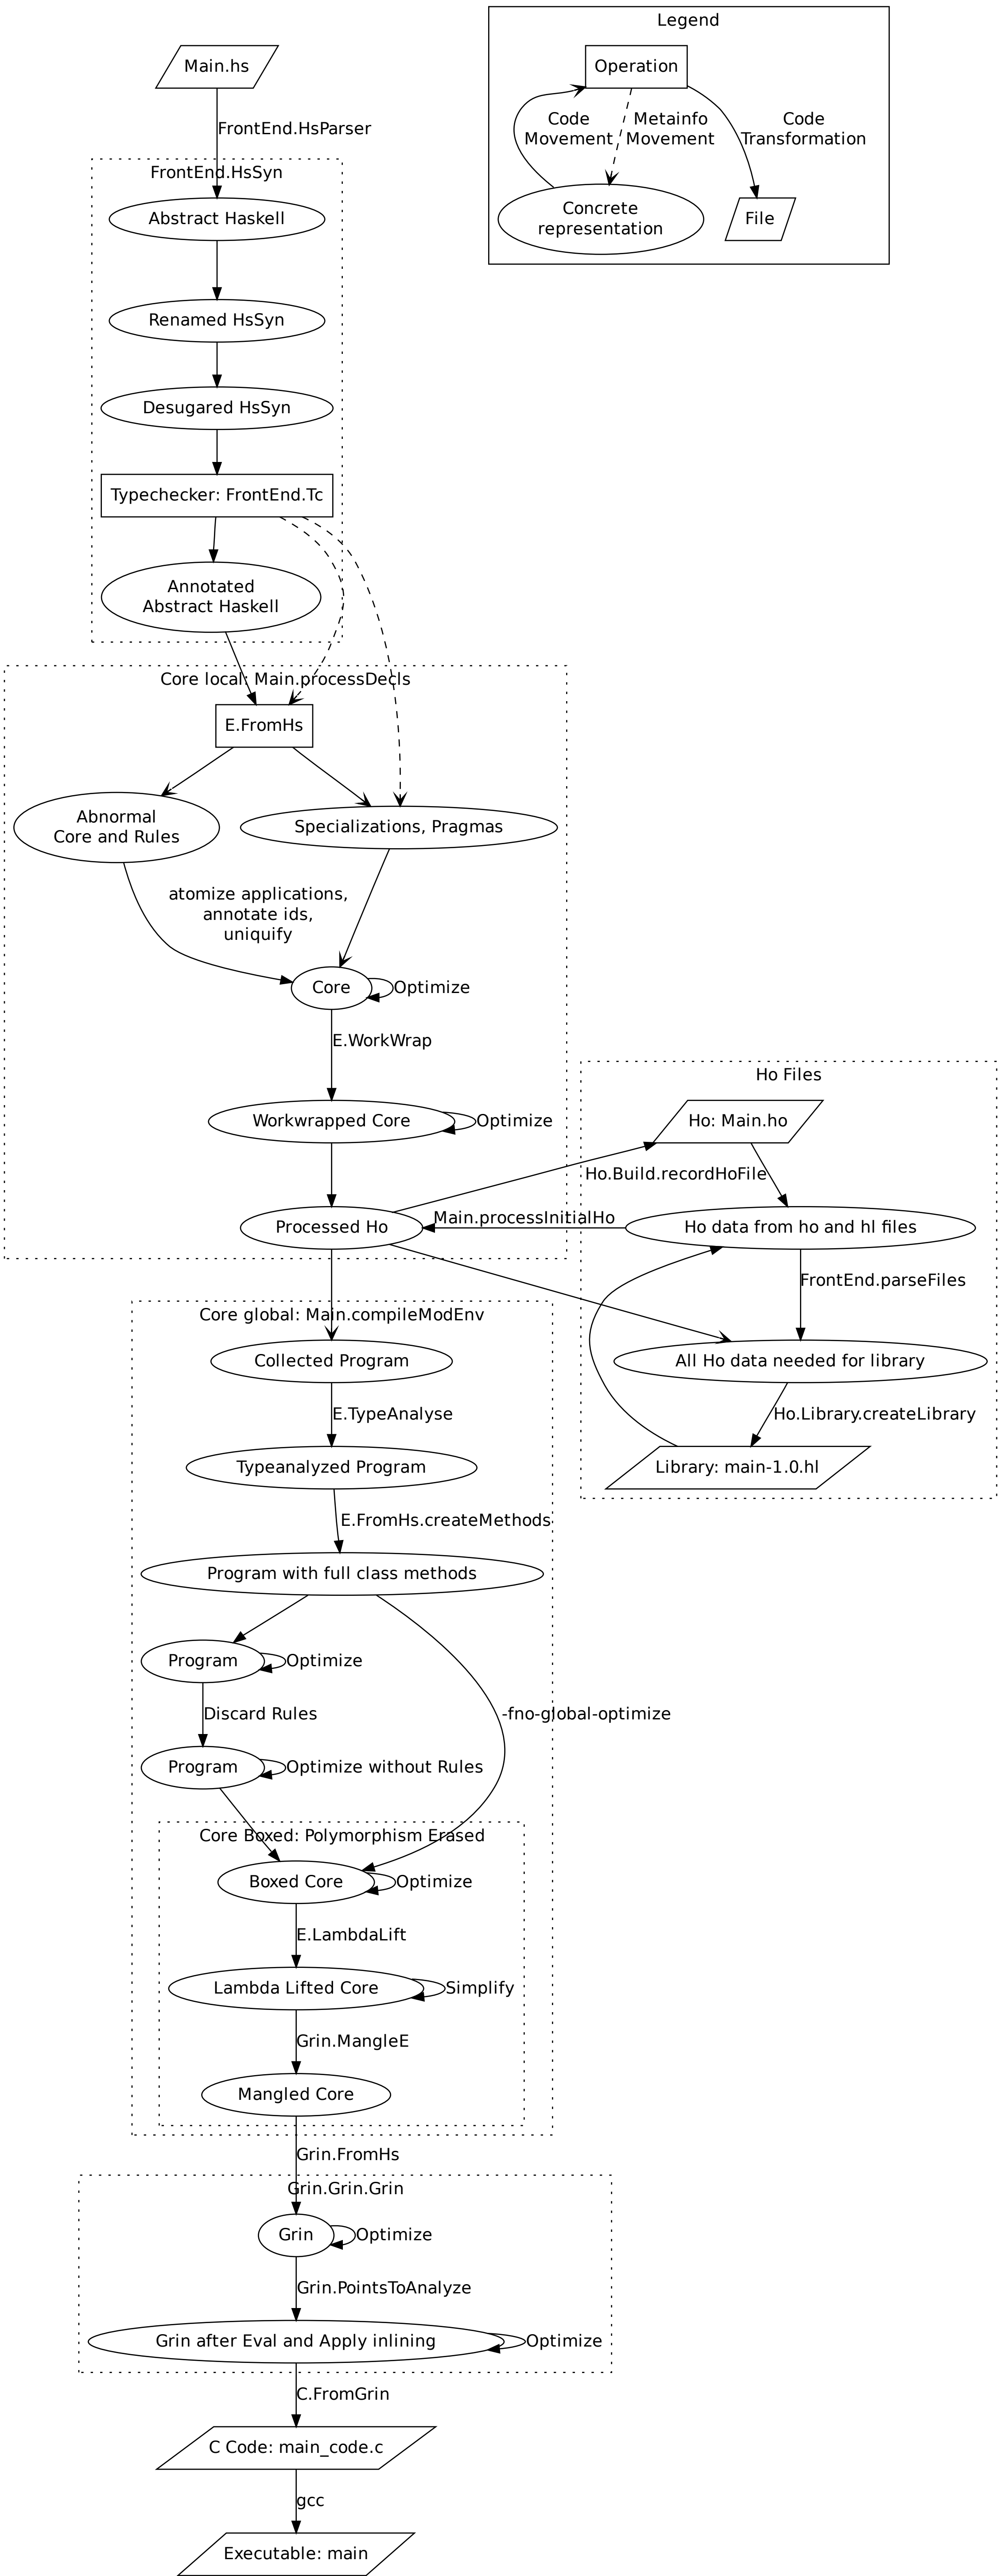 Legend
Main.hs
Operation
FrontEnd.HsParser
Code
Movement
Metainfo
Movement
Code
Transformation
FrontEnd.HsSyn
Abstract Haskell
Concrete
representation
File
Renamed HsSyn
Desugared HsSyn
Typechecker: FrontEnd.Tc
Annotated
Abstract Haskell
Core local: Main.processDecls
E.FromHs
Abnormal
Core and Rules
Specializations, Pragmas
atomize applications,
annotate ids,
uniquify
Core
Optimize
E.WorkWrap
Ho Files
Workwrapped Core
Optimize
Ho: Main.ho
Ho.Build.recordHoFile
Processed Ho
Main.processInitialHo
Ho data from ho and hl files
FrontEnd.parseFiles
Core global: Main.compileModEnv
Collected Program
All Ho data needed for library
E.TypeAnalyse
Ho.Library.createLibrary
Typeanalyzed Program
Library: main-1.0.hl
E.FromHs.createMethods
Program with full class methods
Program
Optimize
Discard Rules
-fno-global-optimize
Program
Optimize without Rules
Core Boxed: Polymorphism Erased
Boxed Core
Optimize
E.LambdaLift
Lambda Lifted Core
Simplify
Grin.MangleE
Mangled Core
Grin.FromHs
Grin.Grin.Grin
Grin
Optimize
Grin.PointsToAnalyze
Grin after Eval and Apply inlining
Optimize
C.FromGrin
C Code: main_code.c
gcc
Executable: main